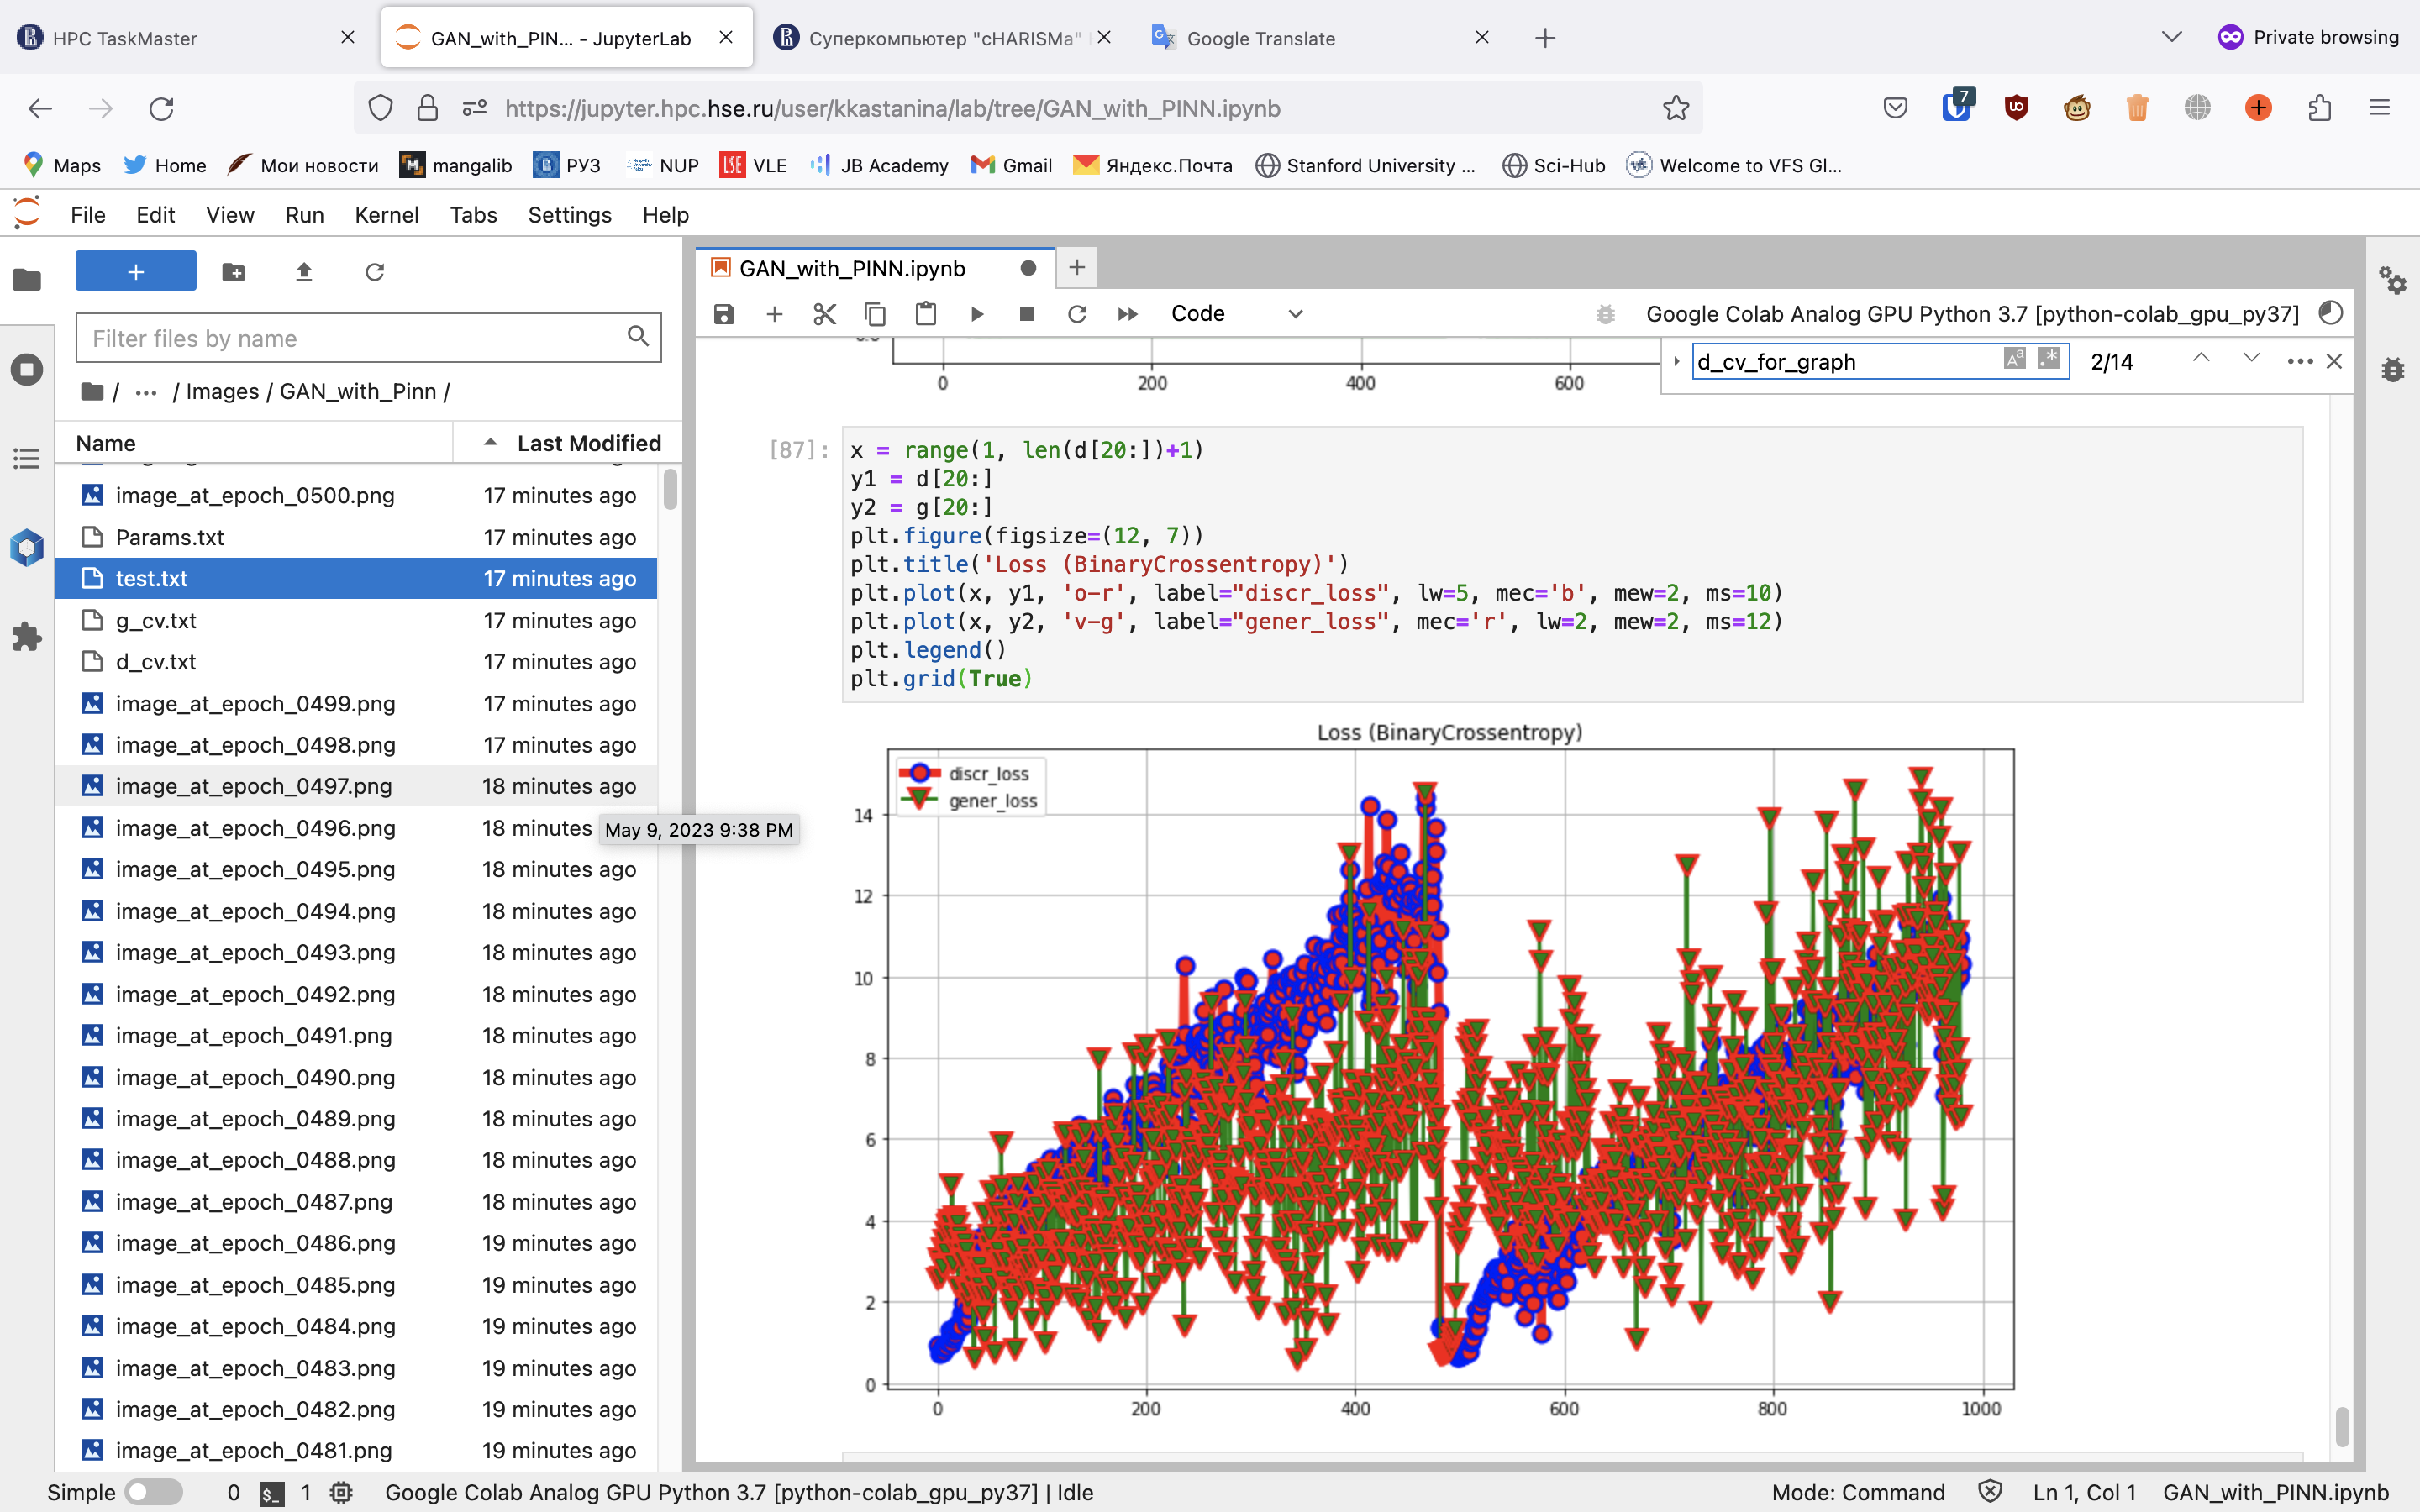 HPC TaskMaster
GAN_with_PIN... - JupyterLab
Суперкомпьютер "cHARISMa"
Google Translate
Private browsing
https://jupyter.hpc.hse.ru/user/kkastanina/lab/tree/GAN_with_PINN.ipynb
7
Maps
Home
Мои новости
mangalib
РУЗ
NUP
LSE VLE
JB Academy
Gmail
Яндекс.Почта
Stanford University ...
Sci-Hub
Welcome to VFS Gl...
File Edit View Run Kernel Tabs Settings Help
Filter files by name
/ ... / Images / GAN_with_Pinn /
Name Last Modified
image_at_epoch_0500.png 17 minutes ago
Params.txt 17 minutes ago
test.txt 17 minutes ago
g_cv.txt 17 minutes ago
d_cv.txt 17 minutes ago
image_at_epoch_0499.png 17 minutes ago
image_at_epoch_0498.png 17 minutes ago
image_at_epoch_0497.png 18 minutes ago
image_at_epoch_0496.png 18 minutes
May 9, 2023 9:38 PM
image_at_epoch_0495.png 18 minutes ago
image_at_epoch_0494.png 18 minutes ago
image_at_epoch_0493.png 18 minutes ago
image_at_epoch_0492.png 18 minutes ago
image_at_epoch_0491.png 18 minutes ago
image_at_epoch_0490.png 18 minutes ago
image_at_epoch_0489.png 18 minutes ago
image_at_epoch_0488.png 18 minutes ago
image_at_epoch_0487.png 18 minutes ago
image_at_epoch_0486.png 19 minutes ago
image_at_epoch_0485.png 19 minutes ago
image_at_epoch_0484.png 19 minutes ago
image_at_epoch_0483.png 19 minutes ago
image_at_epoch_0482.png 19 minutes ago
image_at_epoch_0481.png 19 minutes ago
GAN_with_PINN.ipynb
Code
Google Colab Analog GPU Python 3.7 [python-colab_gpu_py37]
d_cv_for_graph
2/14
0 200 400 600
[87]:
x = range(1, len(d[20:])+1)
y1 = d[20:]
y2 = g[20:]
plt.figure(figsize=(12, 7))
plt.title('Loss (BinaryCrossentropy)')
plt.plot(x, y1, 'o-r', label="discr_loss", lw=5, mec='b', mew=2, ms=10)
plt.plot(x, y2, 'v-g', label="gener_loss", mec='r', lw=2, mew=2, ms=12)
plt.legend()
plt.grid(True)
Loss (BinaryCrossentropy)
discr_loss
gener_loss
14
12
10
8
6
4
2
0
0 200 400 600 800 1000
Simple 0 $_ 1 Google Colab Analog GPU Python 3.7 [python-colab_gpu_py37] | Idle
Mode: Command Ln 1, Col 1 GAN_with_PINN.ipynb